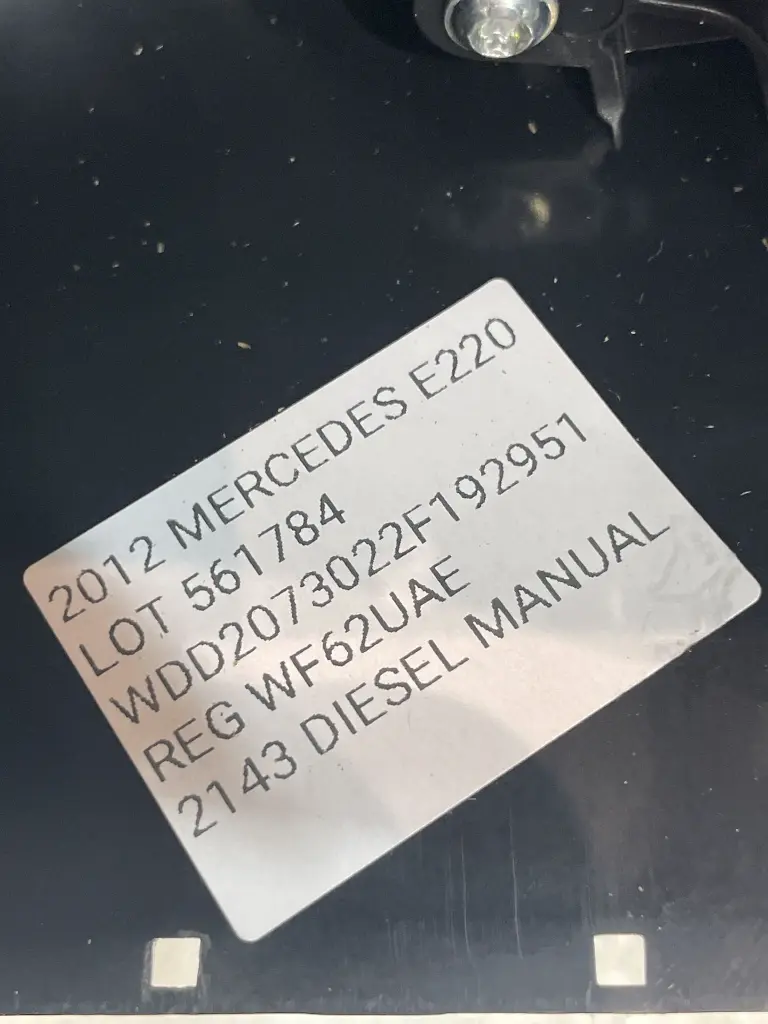 2012 MERCEDES E220
LOT 561784
WDD2073022F192951
REG WF62UAE
2143 DIESEL MANUAL